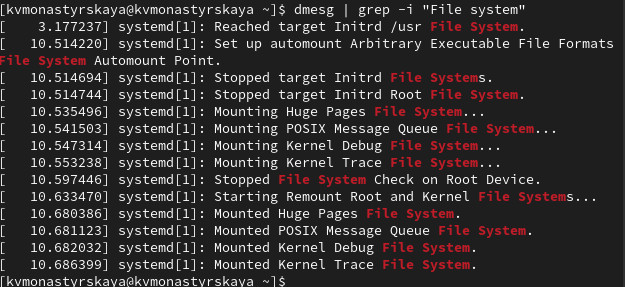 [kvmonastyrskaya@kvmonastyrskaya ~]$ dmesg | grep -i "File system"
[    3.177237] systemd[1]: Reached target Initrd /usr File System.
[   10.514220] systemd[1]: Set up automount Arbitrary Executable File Formats
File System Automount Point.
[   10.514694] systemd[1]: Stopped target Initrd File Systems.
[   10.514744] systemd[1]: Stopped target Initrd Root File System.
[   10.535496] systemd[1]: Mounting Huge Pages File System...
[   10.541503] systemd[1]: Mounting POSIX Message Queue File System...
[   10.547314] systemd[1]: Mounting Kernel Debug File System...
[   10.553238] systemd[1]: Mounting Kernel Trace File System...
[   10.597446] systemd[1]: Stopped File System Check on Root Device.
[   10.633470] systemd[1]: Starting Remount Root and Kernel File Systems...
[   10.680386] systemd[1]: Mounted Huge Pages File System.
[   10.681123] systemd[1]: Mounted POSIX Message Queue File System.
[   10.682032] systemd[1]: Mounted Kernel Debug File System.
[   10.686399] systemd[1]: Mounted Kernel Trace File System.
[kvmonastyrskaya@kvmonastyrskaya ~]$